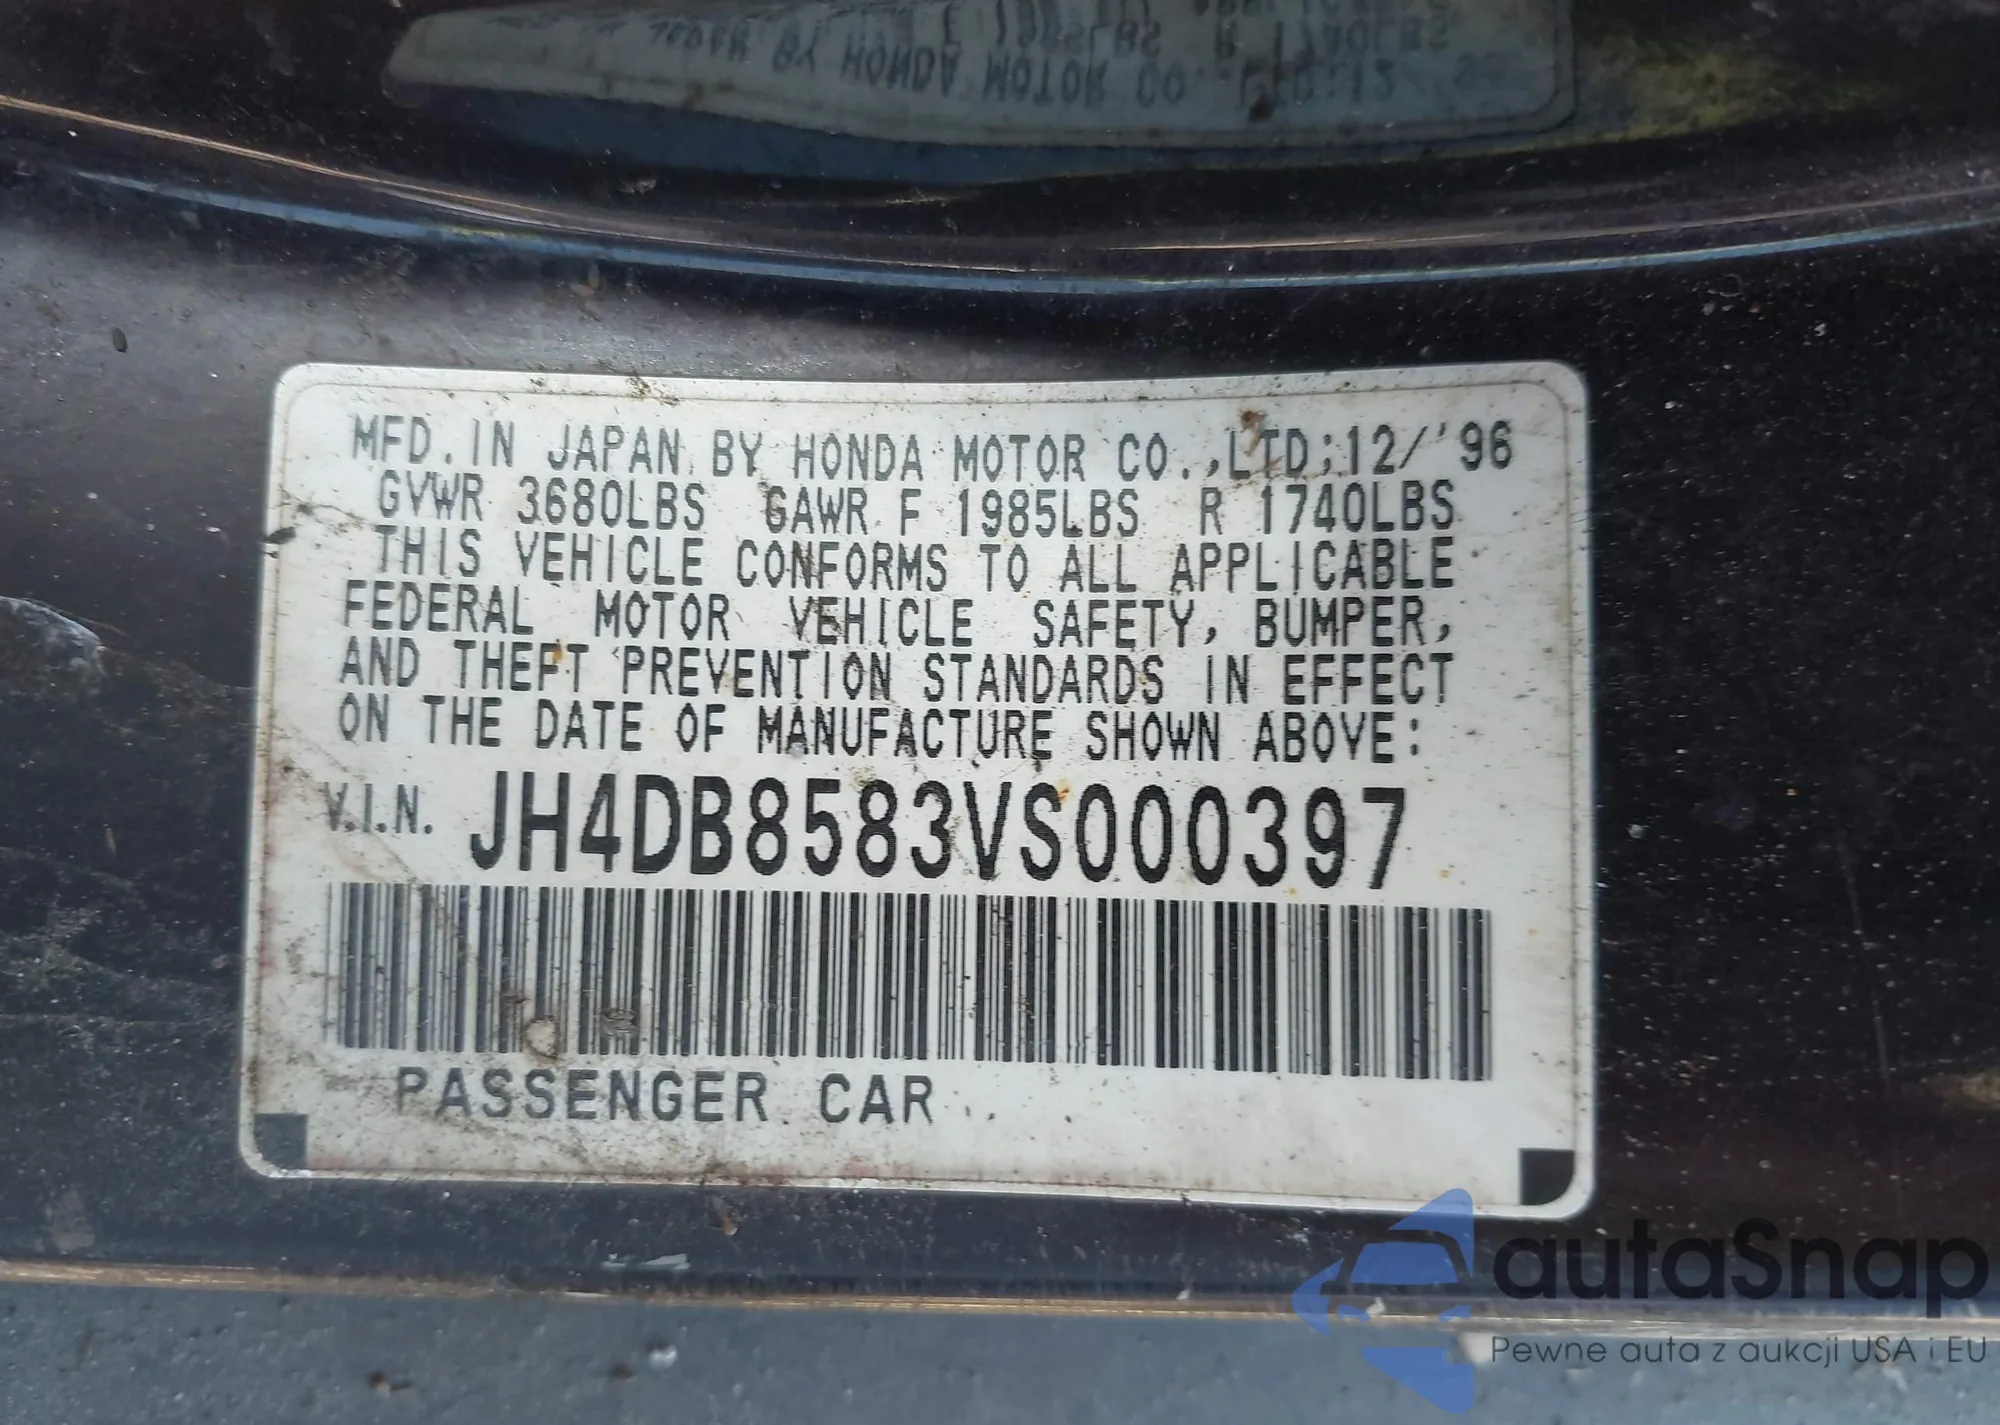 MFD. IN JAPAN BY HONDA MOTOR CO., LTD; 12/'96
GVWR 3680LBS GAWR F 1985LBS R 1740LBS
THIS VEHICLE CONFORMS TO ALL APPLICABLE
FEDERAL MOTOR VEHICLE SAFETY, BUMPER,
AND THEFT PREVENTION STANDARDS IN EFFECT
ON THE DATE OF MANUFACTURE SHOWN ABOVE:
V.I.N. JH4DB8583VS000397
PASSENGER CAR
autoSnap
Pewne auta z aukcji USA i EU